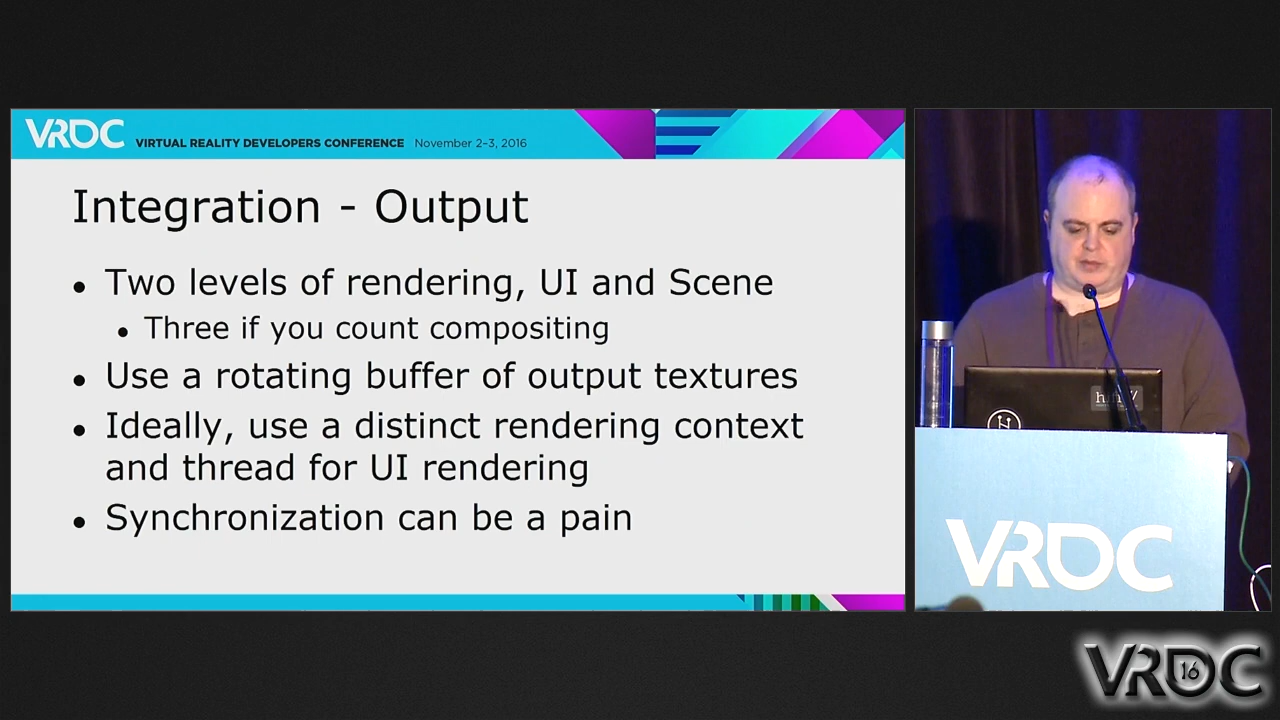 VRDC VIRTUAL REALITY DEVELOPERS CONFERENCE November 2-3, 2016
Integration - Output
• Two levels of rendering, UI and Scene
• Three if you count compositing
• Use a rotating buffer of output textures
• Ideally, use a distinct rendering context
and thread for UI rendering
• Synchronization can be a pain
VRDC
VRDC 16